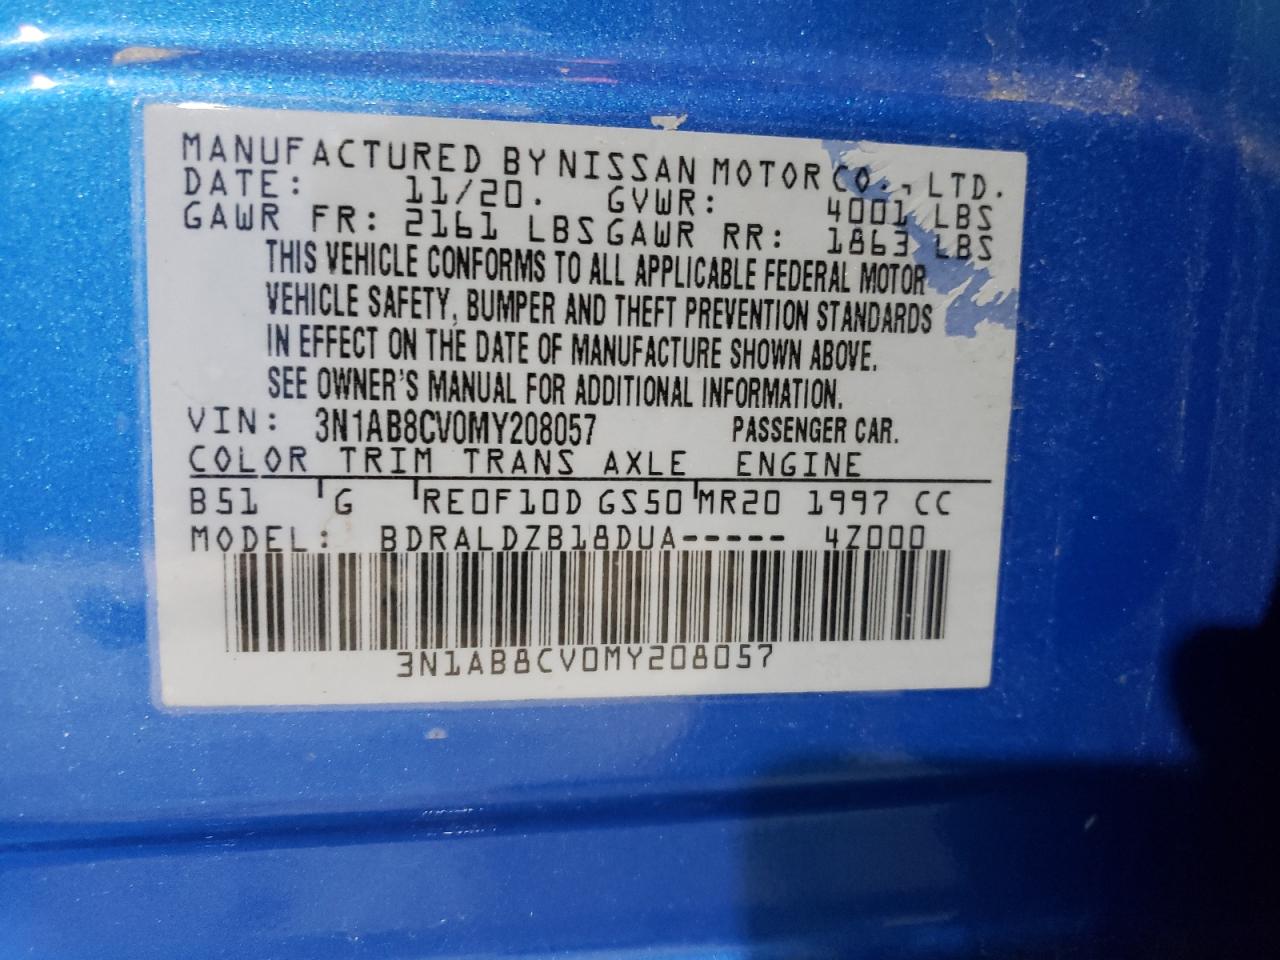 MANUFACTURED BY NISSAN MOTOR CO., LTD.
DATE: 11/20. GVWR: 4001 LBS
GAWR FR: 2161 LBS GAWR RR: 1863 LBS
THIS VEHICLE CONFORMS TO ALL APPLICABLE FEDERAL MOTOR
VEHICLE SAFETY, BUMPER AND THEFT PREVENTION STANDARDS
IN EFFECT ON THE DATE OF MANUFACTURE SHOWN ABOVE.
SEE OWNER'S MANUAL FOR ADDITIONAL INFORMATION.
VIN: 3N1AB8CV0MY208057 PASSENGER CAR.
COLOR TRIM TRANS AXLE ENGINE
B51 G RE0F10D GS50 MR20 1997 CC
MODEL: BDRALDZB18DUA----- 4Z000
3N1AB8CV0MY208057